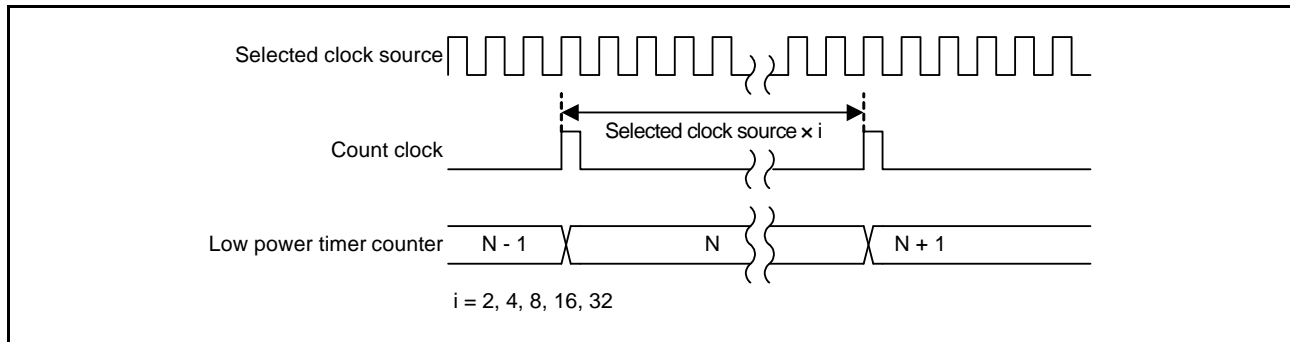 Selected clock source
Selected clock source × i
Count clock
Low power timer counter
N - 1
N
N + 1
i = 2, 4, 8, 16, 32